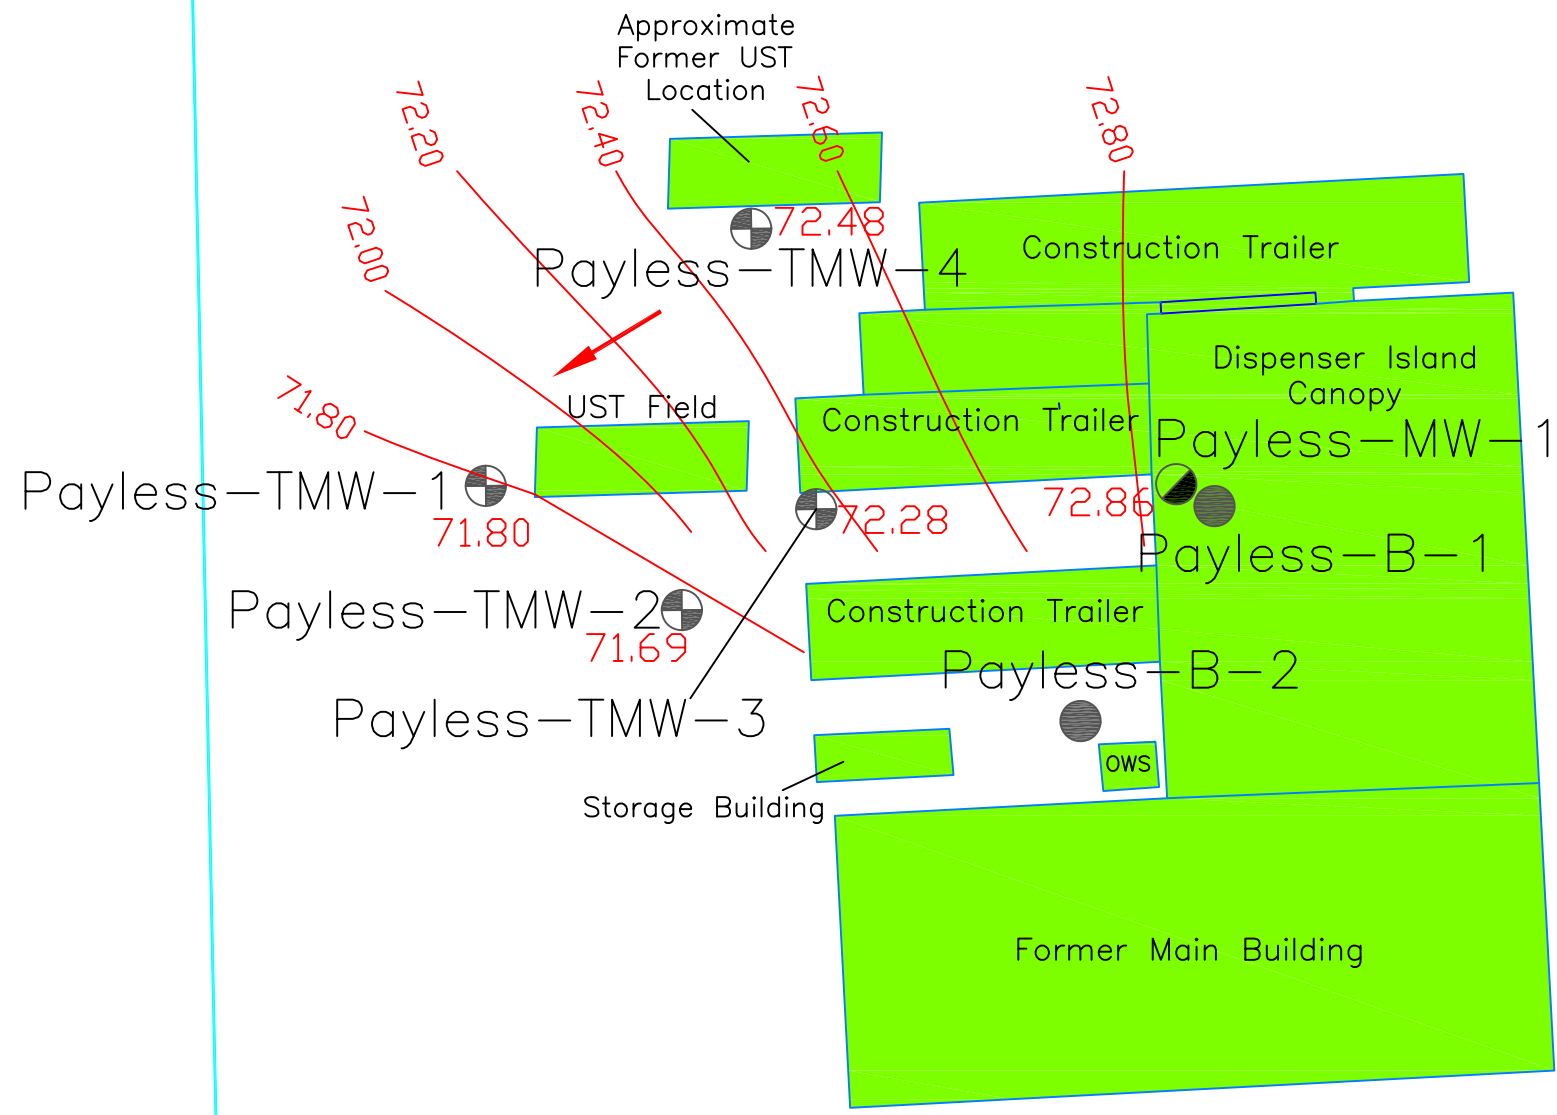 Approximate
Former UST
Location
72.20
72.40
72.60
72.80
72.00
72.48
Payless-TMW-4
Construction Trailer
Dispenser Island
Canopy
71.80
UST Field
Construction Trailer
Payless-MW-1
Payless-TMW-1
71.80
72.28
72.86
Payless-B-1
Payless-TMW-2
71.69
Construction Trailer
Payless-B-2
Payless-TMW-3
OWS
Storage Building
Former Main Building